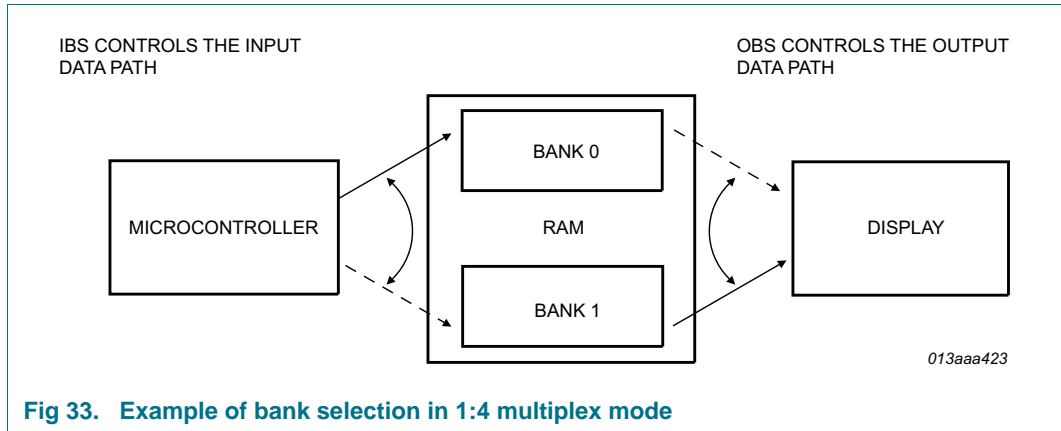 IBS CONTROLS THE INPUT
DATA PATH
OBS CONTROLS THE OUTPUT
DATA PATH
MICROCONTROLLER
BANK 0
RAM
BANK 1
DISPLAY
013aaa423
Fig 33. Example of bank selection in 1:4 multiplex mode